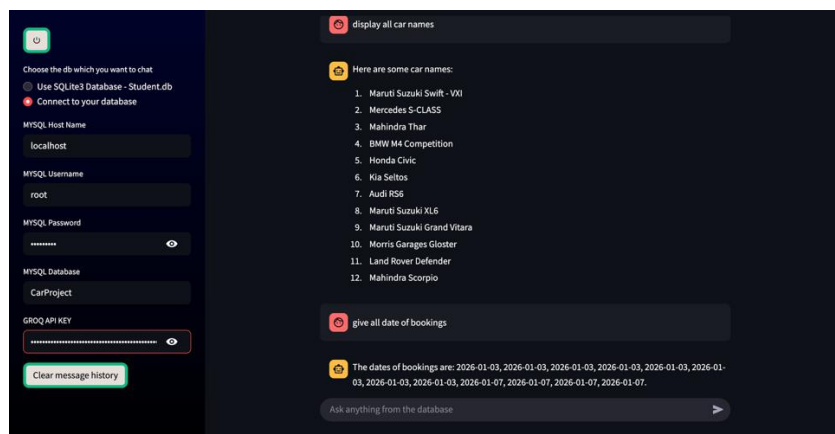 Choose the db which you want to chat
Use SQLite3 Database - Student.db
Connect to your database
MYSQL Host Name
localhost
MYSQL Username
root
MYSQL Password
MYSQL Database
CarProject
GROQ API KEY
Clear message history
display all car names
Here are some car names:
1. Maruti Suzuki Swift - VXI
2. Mercedes S-CLASS
3. Mahindra Thar
4. BMW M4 Competition
5. Honda Civic
6. Kia Seltos
7. Audi RS6
8. Maruti Suzuki XL6
9. Maruti Suzuki Grand Vitara
10. Morris Garages Gloster
11. Land Rover Defender
12. Mahindra Scorpio
give all date of bookings
The dates of bookings are: 2026-01-03, 2026-01-03, 2026-01-03, 2026-01-03, 2026-01-03, 2026-01-
03, 2026-01-03, 2026-01-03, 2026-01-07, 2026-01-07, 2026-01-07, 2026-01-07.
Ask anything from the database